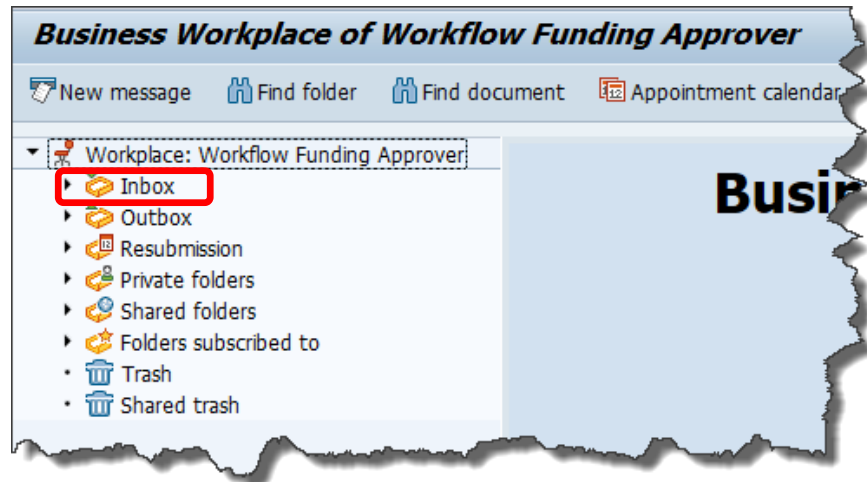 Business Workplace of Workflow Funding Approver
New message Find folder Find document Appointment calendar
Workplace: Workflow Funding Approver
Inbox
Busin
Outbox
Resubmission
Private folders
Shared folders
Folders subscribed to
Trash
Shared trash